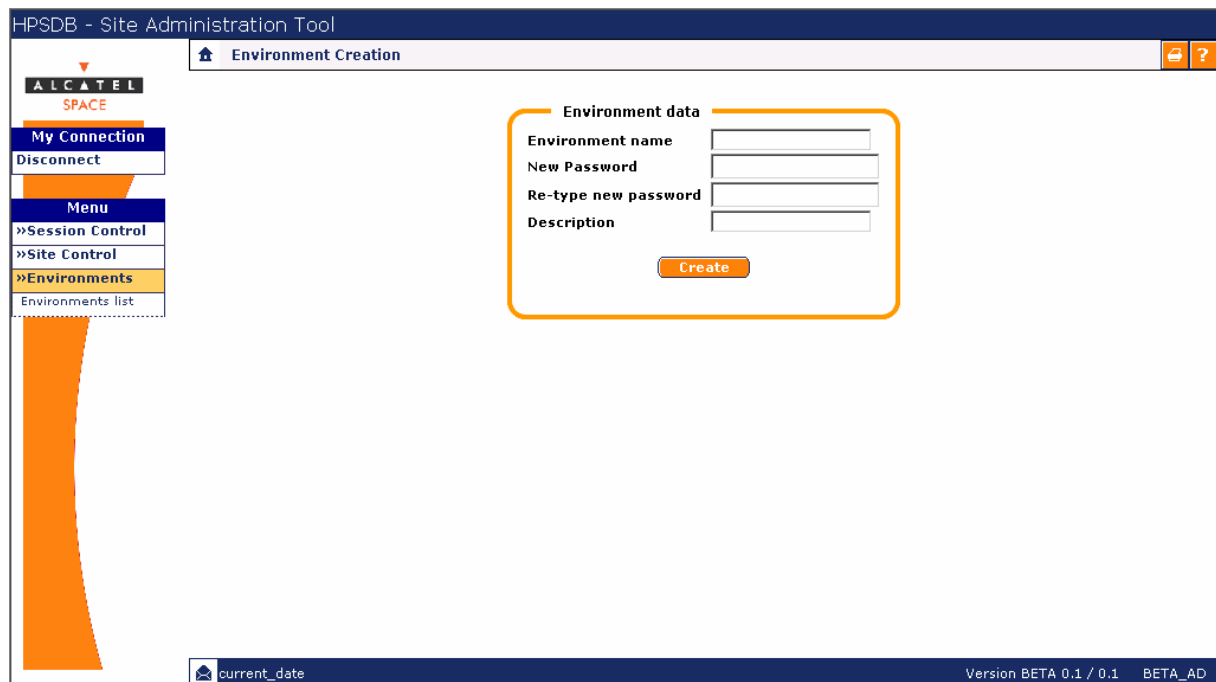 HPSDB - Site Administration Tool
Environment Creation
?
ALCATEL
SPACE
My Connection
Disconnect
Menu
»Session Control
»Site Control
»Environments
Environments list
Environment data
Environment name
New Password
Re-type new password
Description
Create
current_date
Version BETA 0.1 / 0.1 BETA_AD